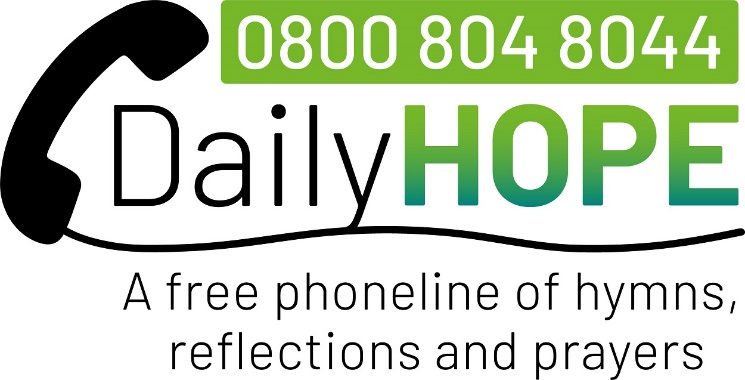 0800 804 8044
DailyHOPE
A free phoneline of hymns,
reflections and prayers